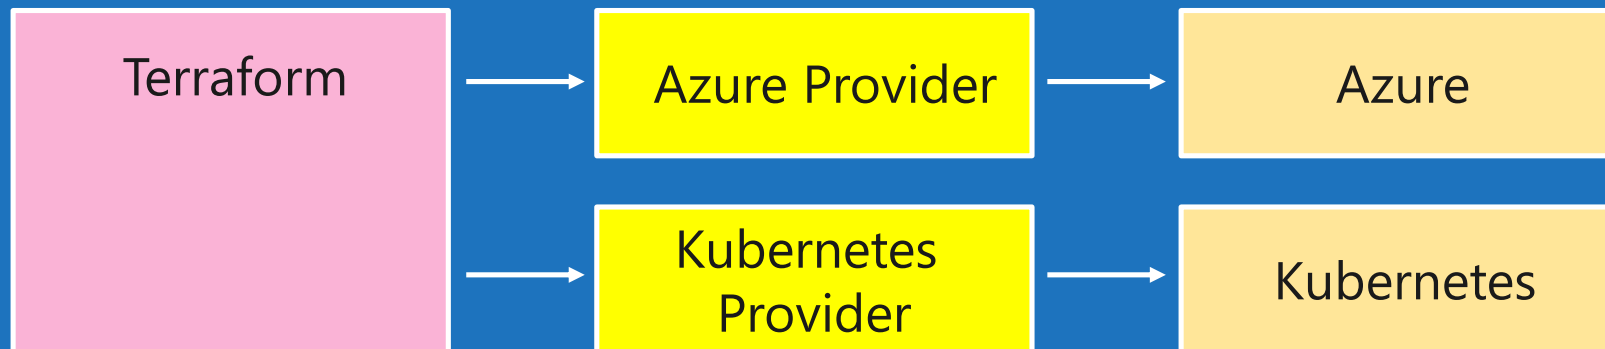 Terraform
Azure Provider
Azure
Kubernetes
Provider
Kubernetes